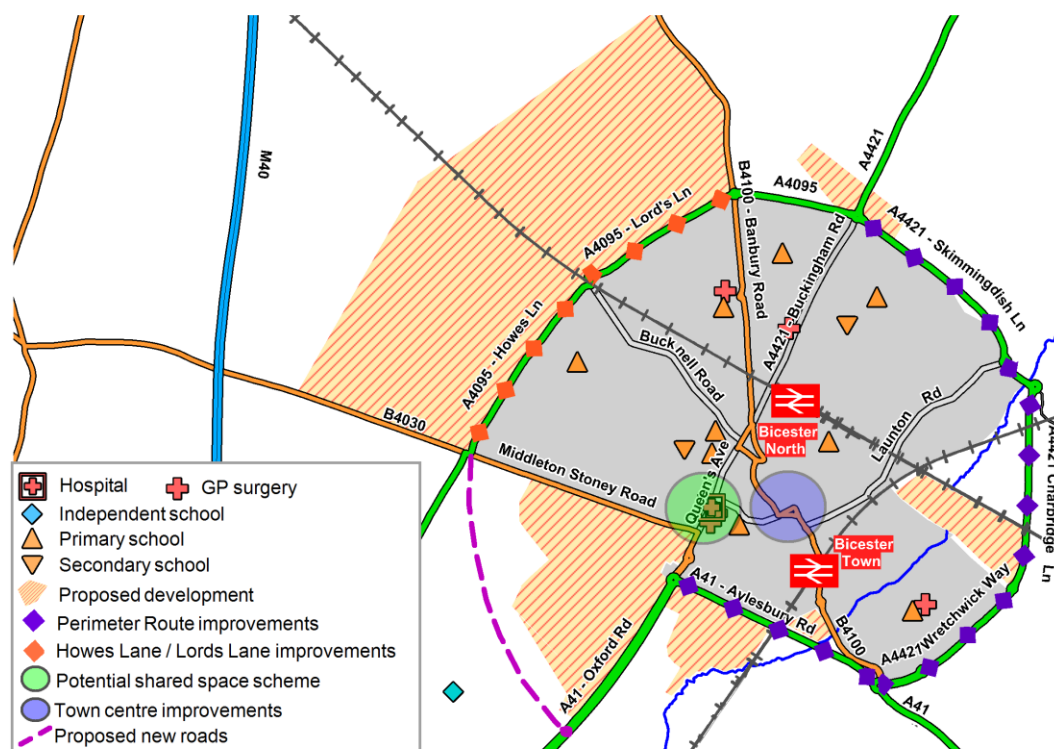 M40
A4421
A4095
B4100 - Banbury Road
A4095 - Lord's Ln
A4421 - Buckingham Rd
A4421 - Skimmingdish Ln
A4095 - Howes Ln
Bucknell Road
Launton Rd
B4030
Bicester
North
Middleton Stoney Road
Queen's Ave
A4421 Charbridge Ln
Bicester
Town
A41 - Aylesbury Rd
B4100
A4421 Wretchwick Way
A41 - Oxford Rd
A41
Hospital
GP surgery
Independent school
Primary school
Secondary school
Proposed development
Perimeter Route improvements
Howes Lane / Lords Lane improvements
Potential shared space scheme
Town centre improvements
Proposed new roads